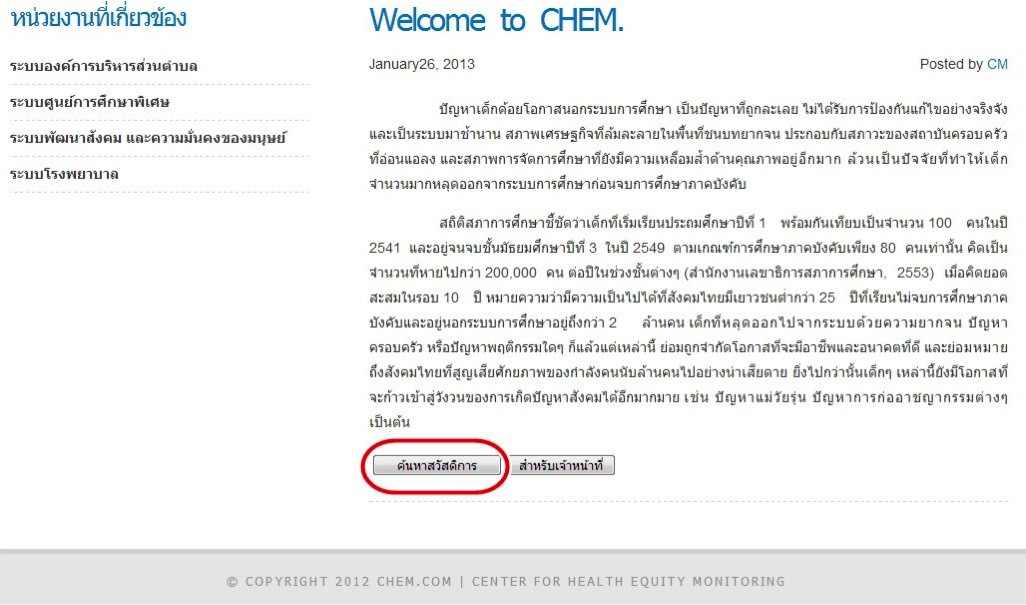 หน่วยงานที่เกี่ยวข้อง
ระบบองค์การบริหารส่วนตำบล
ระบบศูนย์การศึกษาพิเศษ
ระบบพัฒนาสังคม และความมั่นคงของมนุษย์
ระบบโรงพยาบาล
Welcome to CHEM.
January26, 2013
Posted by CM
ปัญหาเด็กด้อยโอกาสนอกระบบการศึกษา เป็นปัญหาที่ถูกละเลย ไม่ได้รับการป้องกันแก้ไขอย่างจริงจัง
และเป็นระบบมาช้านาน สภาพเศรษฐกิจที่ล้มละลายในพื้นที่ชนบทยากจน ประกอบกับสภาวะของสถาบันครอบครัว
ที่อ่อนแอลง และสภาพการจัดการศึกษาที่ยังมีความเหลื่อมล้ำด้านคุณภาพอยู่อีกมาก ล้วนเป็นปัจจัยที่ทำให้เด็ก
จำนวนมากหลุดออกจากระบบการศึกษาก่อนจบการศึกษาภาคบังคับ
สถิติสภาการศึกษาชี้ชัดว่าเด็กที่เริ่มเรียนประถมศึกษาปีที่ 1 พร้อมกันเทียบเป็นจำนวน 100 คนในปี
2541 และอยู่จนจบชั้นมัธยมศึกษาปีที่ 3 ในปี 2549 ตามเกณฑ์การศึกษาภาคบังคับเพียง 80 คนเท่านั้น คิดเป็น
จำนวนที่หายไปกว่า 200,000 คน ต่อปีในช่วงชั้นต่างๆ (สำนักงานเลขาธิการสภาการศึกษา, 2553) เมื่อคิดยอด
สะสมในรอบ 10 ปี หมายความว่ามีความเป็นไปได้ที่สังคมไทยมีเยาวชนต่ำกว่า 25 ปีที่เรียนไม่จบการศึกษาภาค
บังคับและอยู่นอกระบบการศึกษาอยู่ถึงกว่า 2 ล้านคน เด็กที่หลุดออกไปจากระบบด้วยความยากจน ปัญหา
ครอบครัว หรือปัญหาพฤติกรรมใดๆ ก็แล้วแต่เหล่านี้ ย่อมถูกจำกัดโอกาสที่จะมีอาชีพและอนาคตที่ดี และย่อมหมาย
ถึงสังคมไทยที่สูญเสียศักยภาพของกำลังคนนับล้านคนไปอย่างน่าเสียดาย ยิ่งไปกว่านั้นเด็กๆ เหล่านี้ยังมีโอกาสที่
จะก้าวเข้าสู่วังวนของการเกิดปัญหาสังคมได้อีกมากมาย เช่น ปัญหาแม่วัยรุ่น ปัญหาการก่ออาชญากรรมต่างๆ
เป็นต้น
ค้นหาสวัสดิการ
สำหรับเจ้าหน้าที่
© COPYRIGHT 2012 CHEM.COM | CENTER FOR HEALTH EQUITY MONITORING